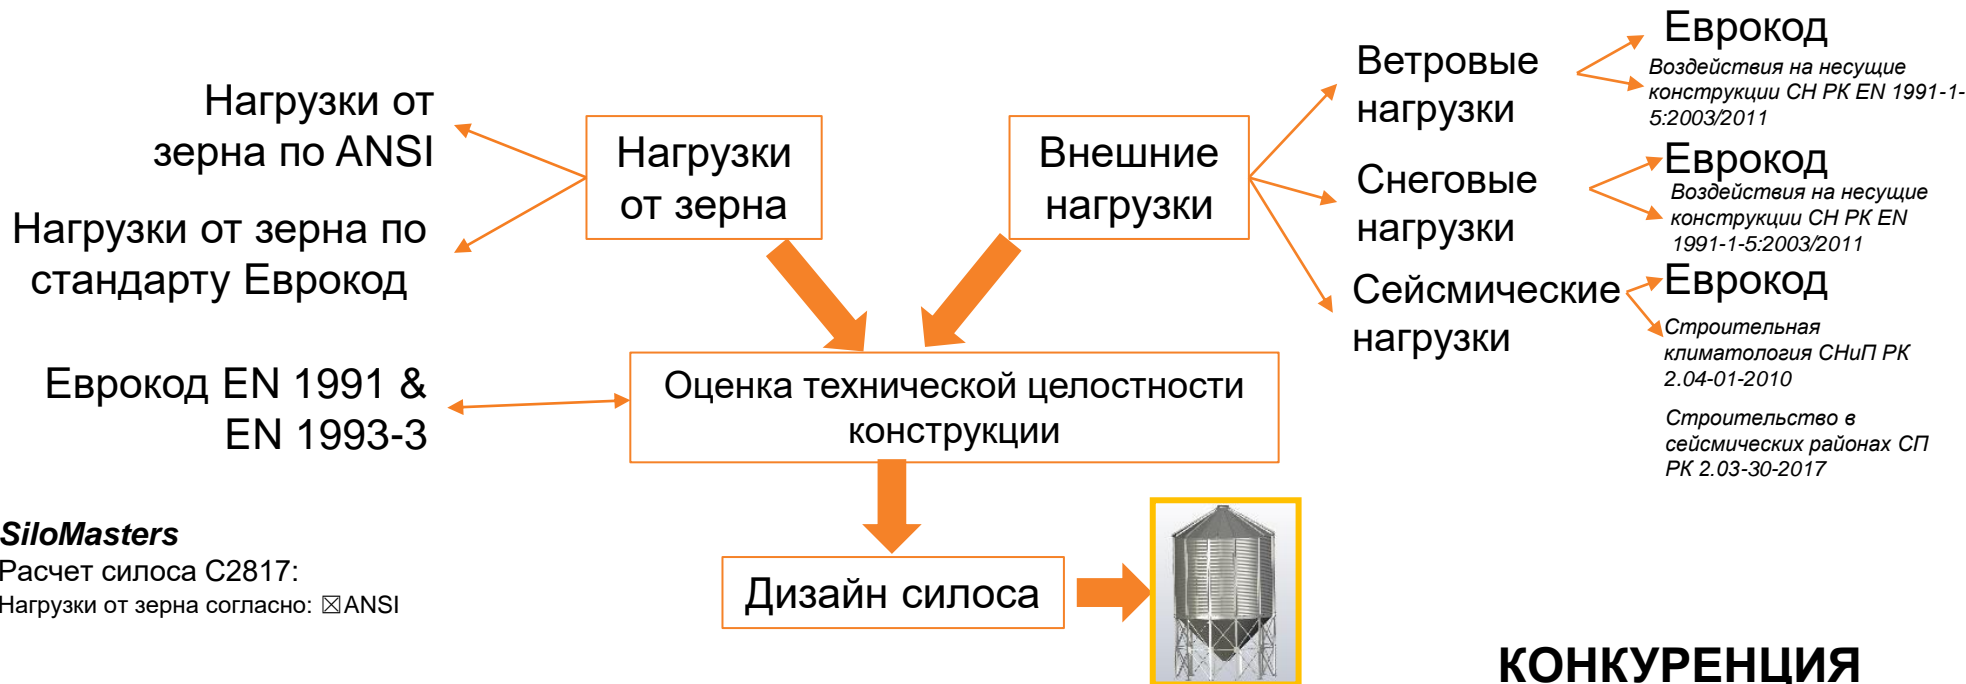 Нагрузки от
зерна по ANSI
Нагрузки от зерна по
стандарту Еврокод
Нагрузки
от зерна
Внешние
нагрузки
Ветровые
нагрузки
Еврокод
Воздействия на несущие
конструкции СН РК EN 1991-1-
5:2003/2011
Снеговые
нагрузки
Еврокод
Воздействия на несущие
конструкции СН РК EN
1991-1-5:2003/2011
Сейсмические
нагрузки
Еврокод
Строительная
климатология СНиП РК
2.04-01-2010
Строительство в
сейсмических районах СП
РК 2.03-30-2017
Еврокод EN 1991 &
EN 1993-3
Оценка технической целостности
конструкции
SiloMasters
Расчет силоса C2817:
Нагрузки от зерна согласно: ☒ANSI
Дизайн силоса
КОНКУРЕНЦИЯ